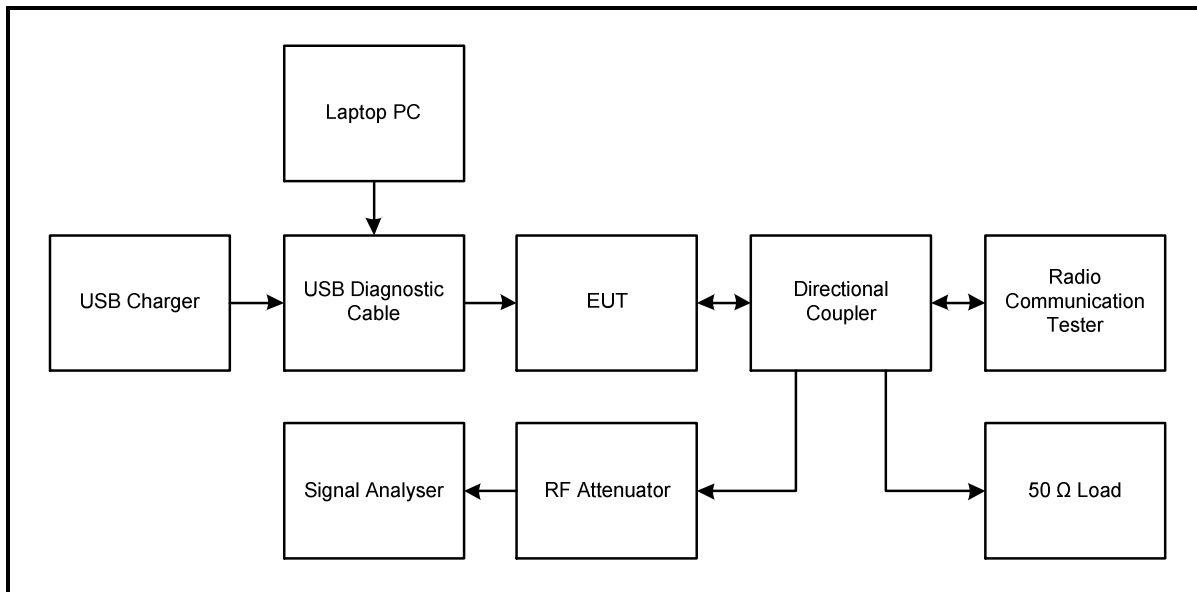 Laptop PC
USB Charger
USB Diagnostic
Cable
EUT
Directional
Coupler
Radio
Communication
Tester
Signal Analyser
RF Attenuator
50 Ω Load